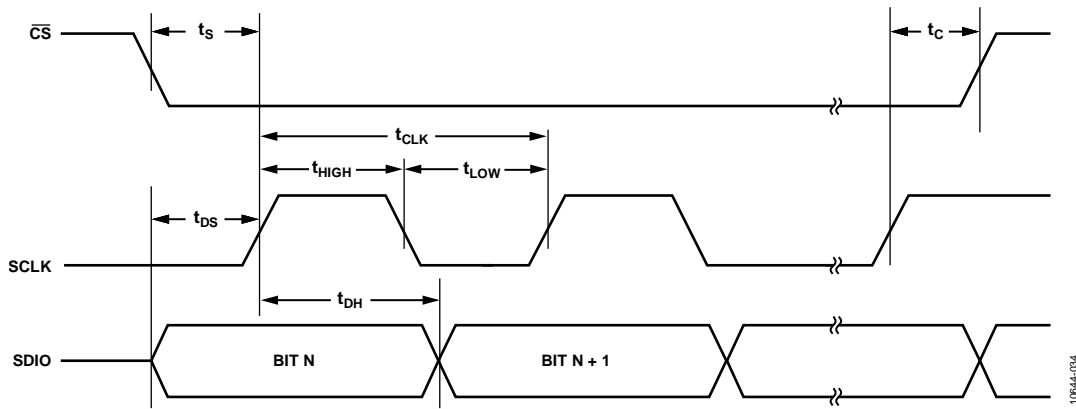 CS
tS
tC
tCLK
tHIGH
tLOW
tDS
SCLK
tDH
SDIO
BIT N
BIT N + 1
10644-034